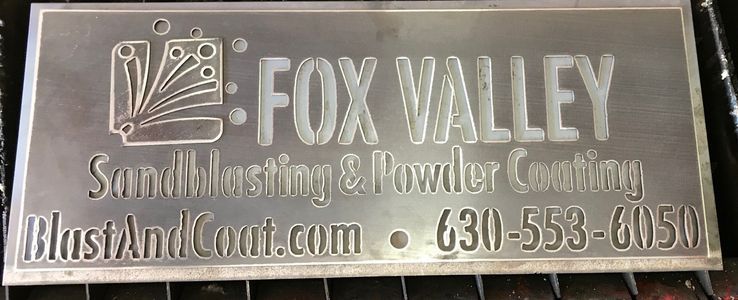 FOX VALLEY
Sandblasting & Powder Coating
BlastAndCoat.com • 630-553-6050